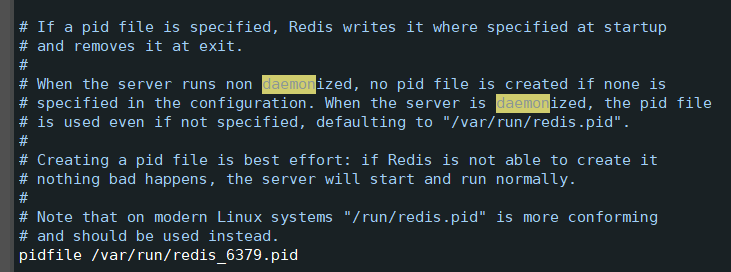 # If a pid file is specified, Redis writes it where specified at startup
# and removes it at exit.
#
# When the server runs non daemonized, no pid file is created if none is
# specified in the configuration. When the server is daemonized, the pid file
# is used even if not specified, defaulting to "/var/run/redis.pid".
#
# Creating a pid file is best effort: if Redis is not able to create it
# nothing bad happens, the server will start and run normally.
#
# Note that on modern Linux systems "/run/redis.pid" is more conforming
# and should be used instead.
pidfile /var/run/redis_6379.pid